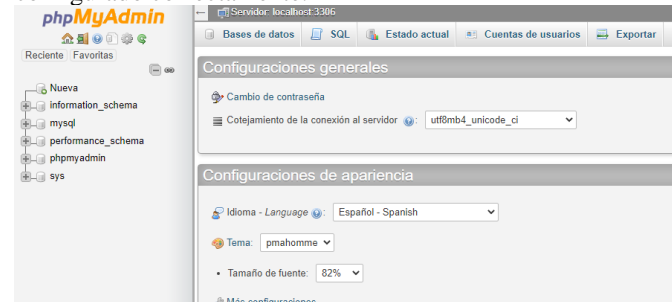 phpMyAdmin
Reciente Favoritas
Nueva
information_schema
mysql
performance_schema
phpmyadmin
sys
Servidor: localhost:3306
Bases de datos SQL Estado actual Cuentas de usuarios Exportar
Configuraciones generales
Cambio de contraseña
Cotejamiento de la conexión al servidor : utf8mb4_unicode_ci
Configuraciones de apariencia
Idioma - Language : Español - Spanish
Tema: pmahomme
• Tamaño de fuente: 82%
Más configuraciones